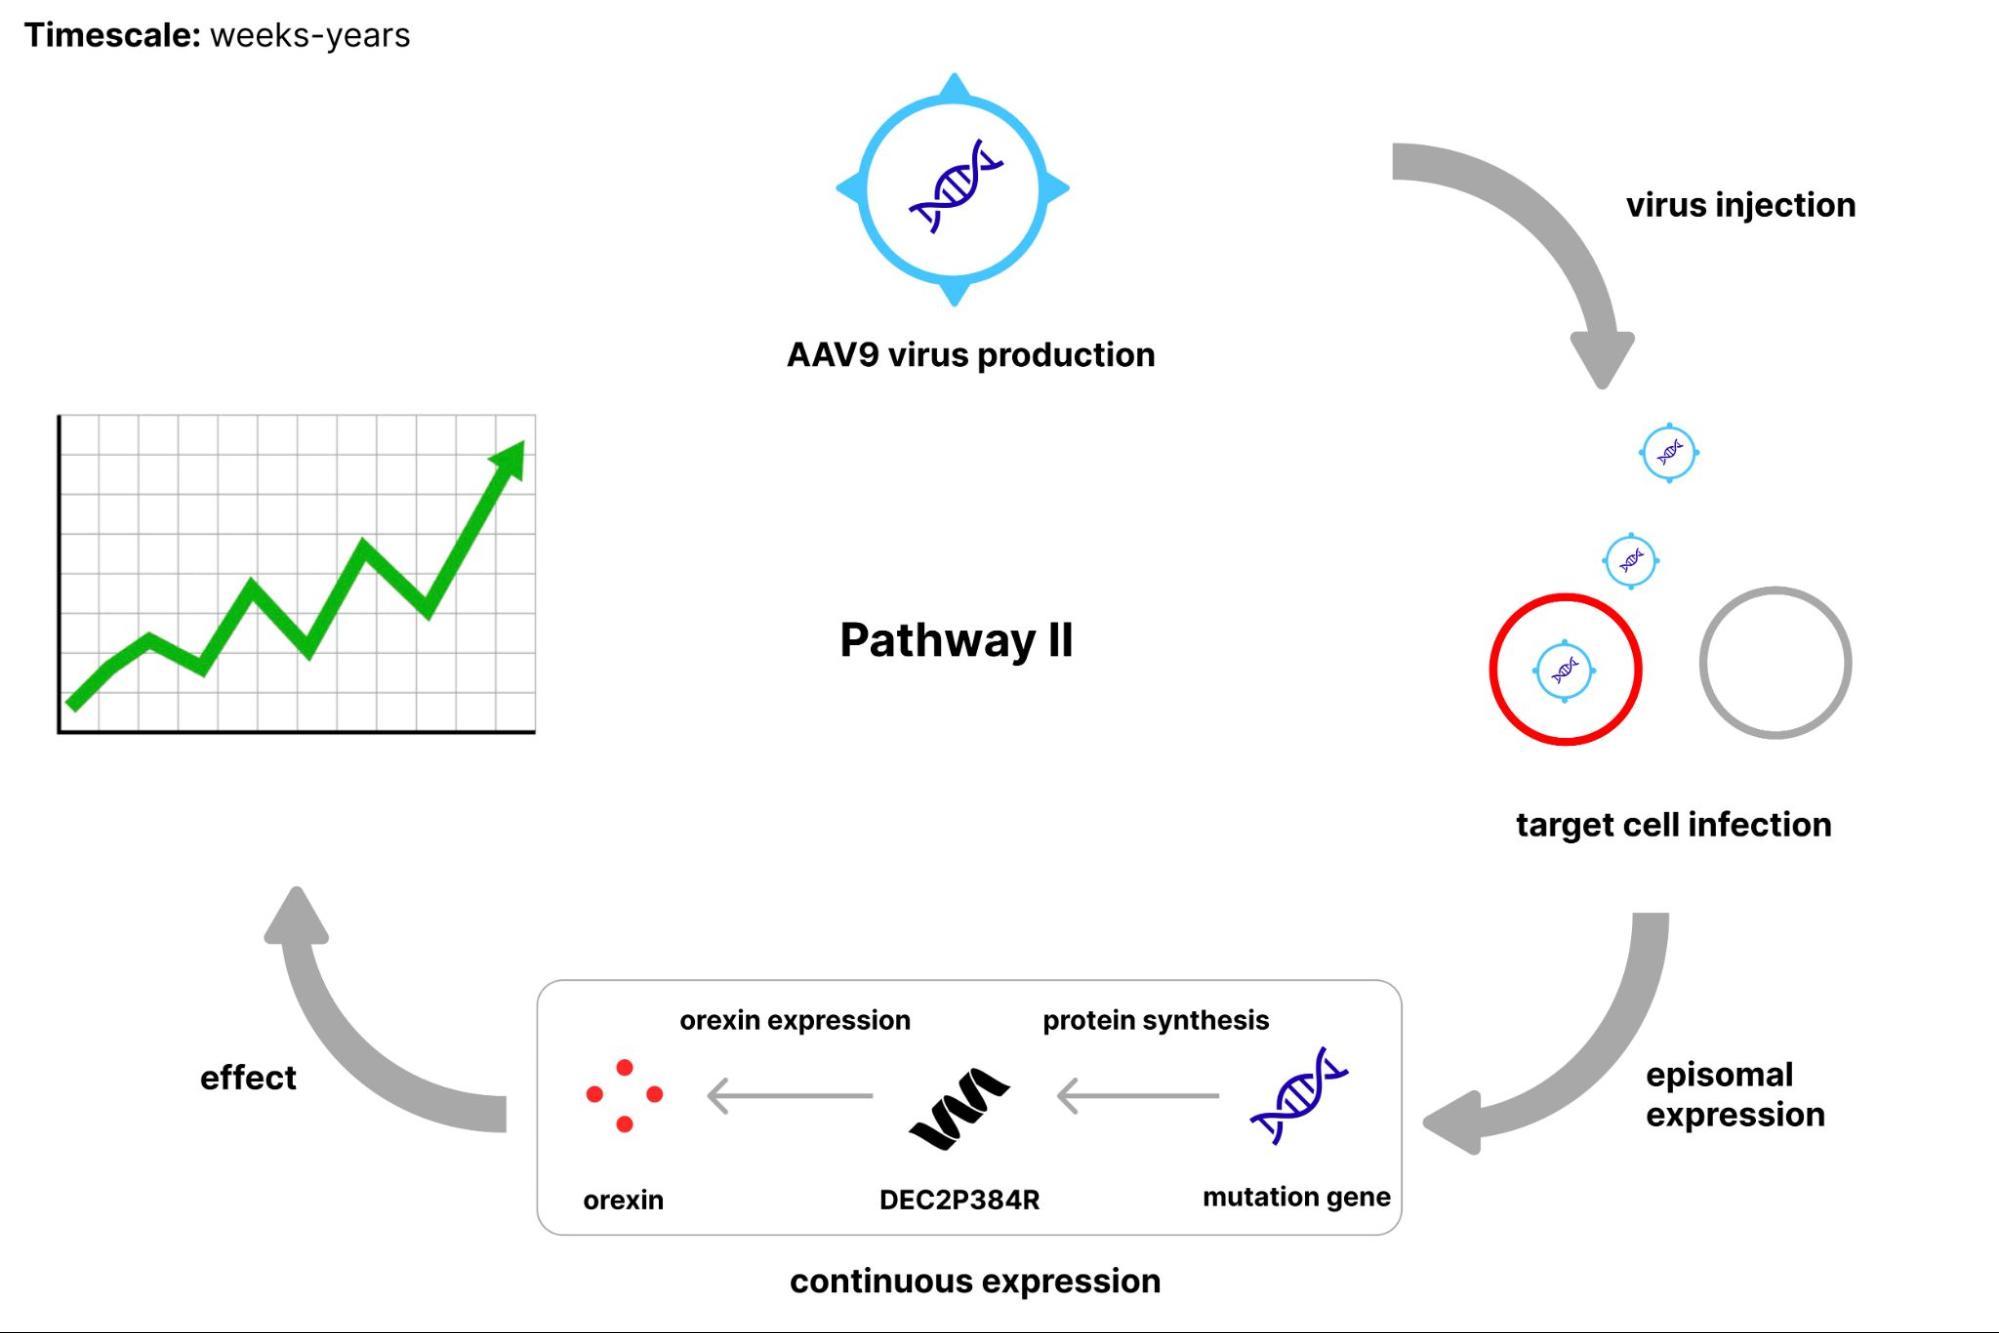 Timescale: weeks-years
virus injection
AAV9 virus production
Pathway II
target cell infection
orexin expression
protein synthesis
effect
episomal
expression
orexin
DEC2P384R
mutation gene
continuous expression